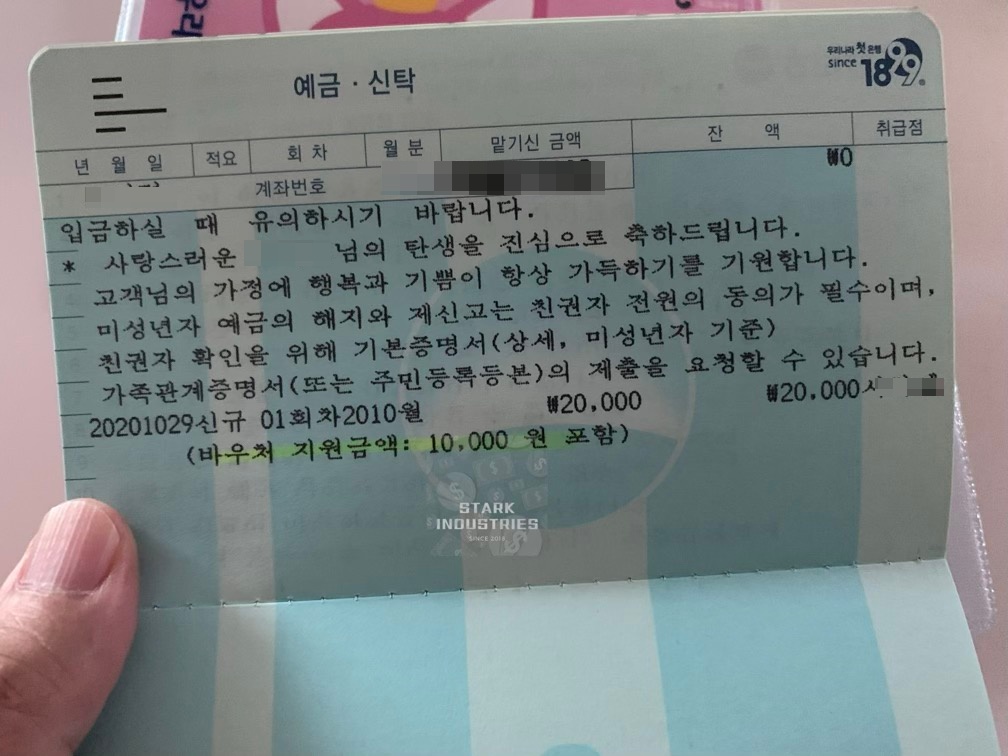 우리
예금 · 신탁
우리나라 첫 은행
since 1899
년 월 일 적요 회 차 월 분 맡기신 금액 잔 액 취급점
₩0
계좌번호
입금하실 때 유의하시기 바랍니다.
* 사랑스러운 님의 탄생을 진심으로 축하드립니다.
고객님의 가정에 행복과 기쁨이 항상 가득하기를 기원합니다.
미성년자 예금의 해지와 제신고는 친권자 전원의 동의가 필수이며,
친권자 확인을 위해 기본증명서(상세, 미성년자 기준)
가족관계증명서(또는 주민등록등본)의 제출을 요청할 수 있습니다.
20201029신규 01회차2010월 ₩20,000 ₩20,000
(바우처 지원금액: 10,000 원 포함)
STARK
INDUSTRIES